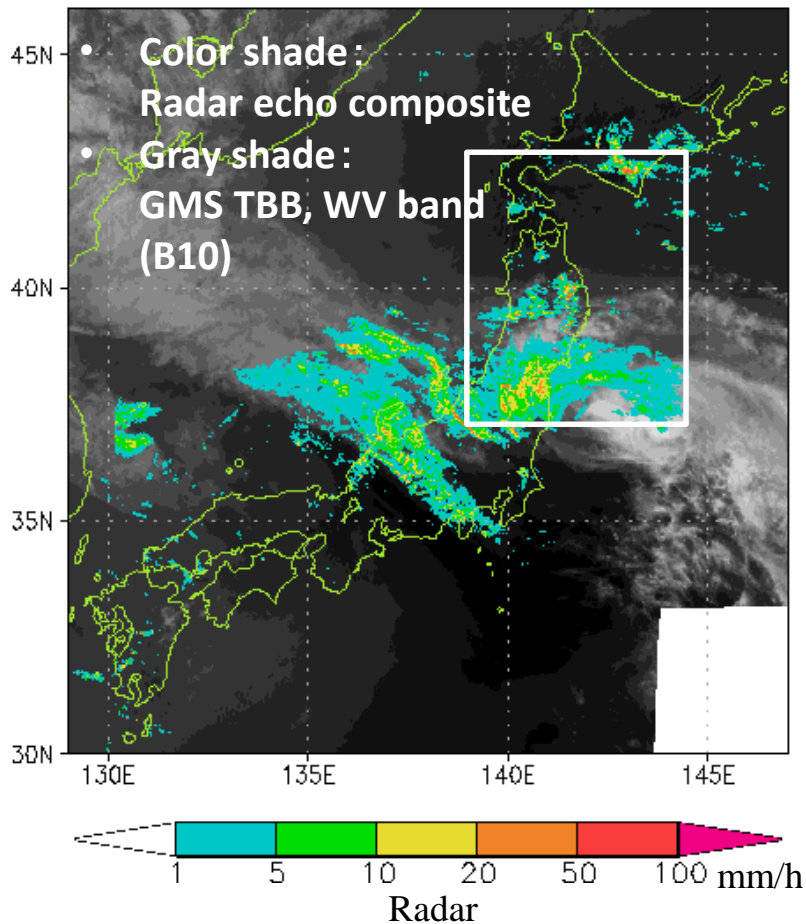 45N
• Color shade：
Radar echo composite
• Gray shade：
GMS TBB, WV band
(B10)
40N
35N
30N
130E 135E 140E 145E
1 5 10 20 50 100 mm/h
Radar